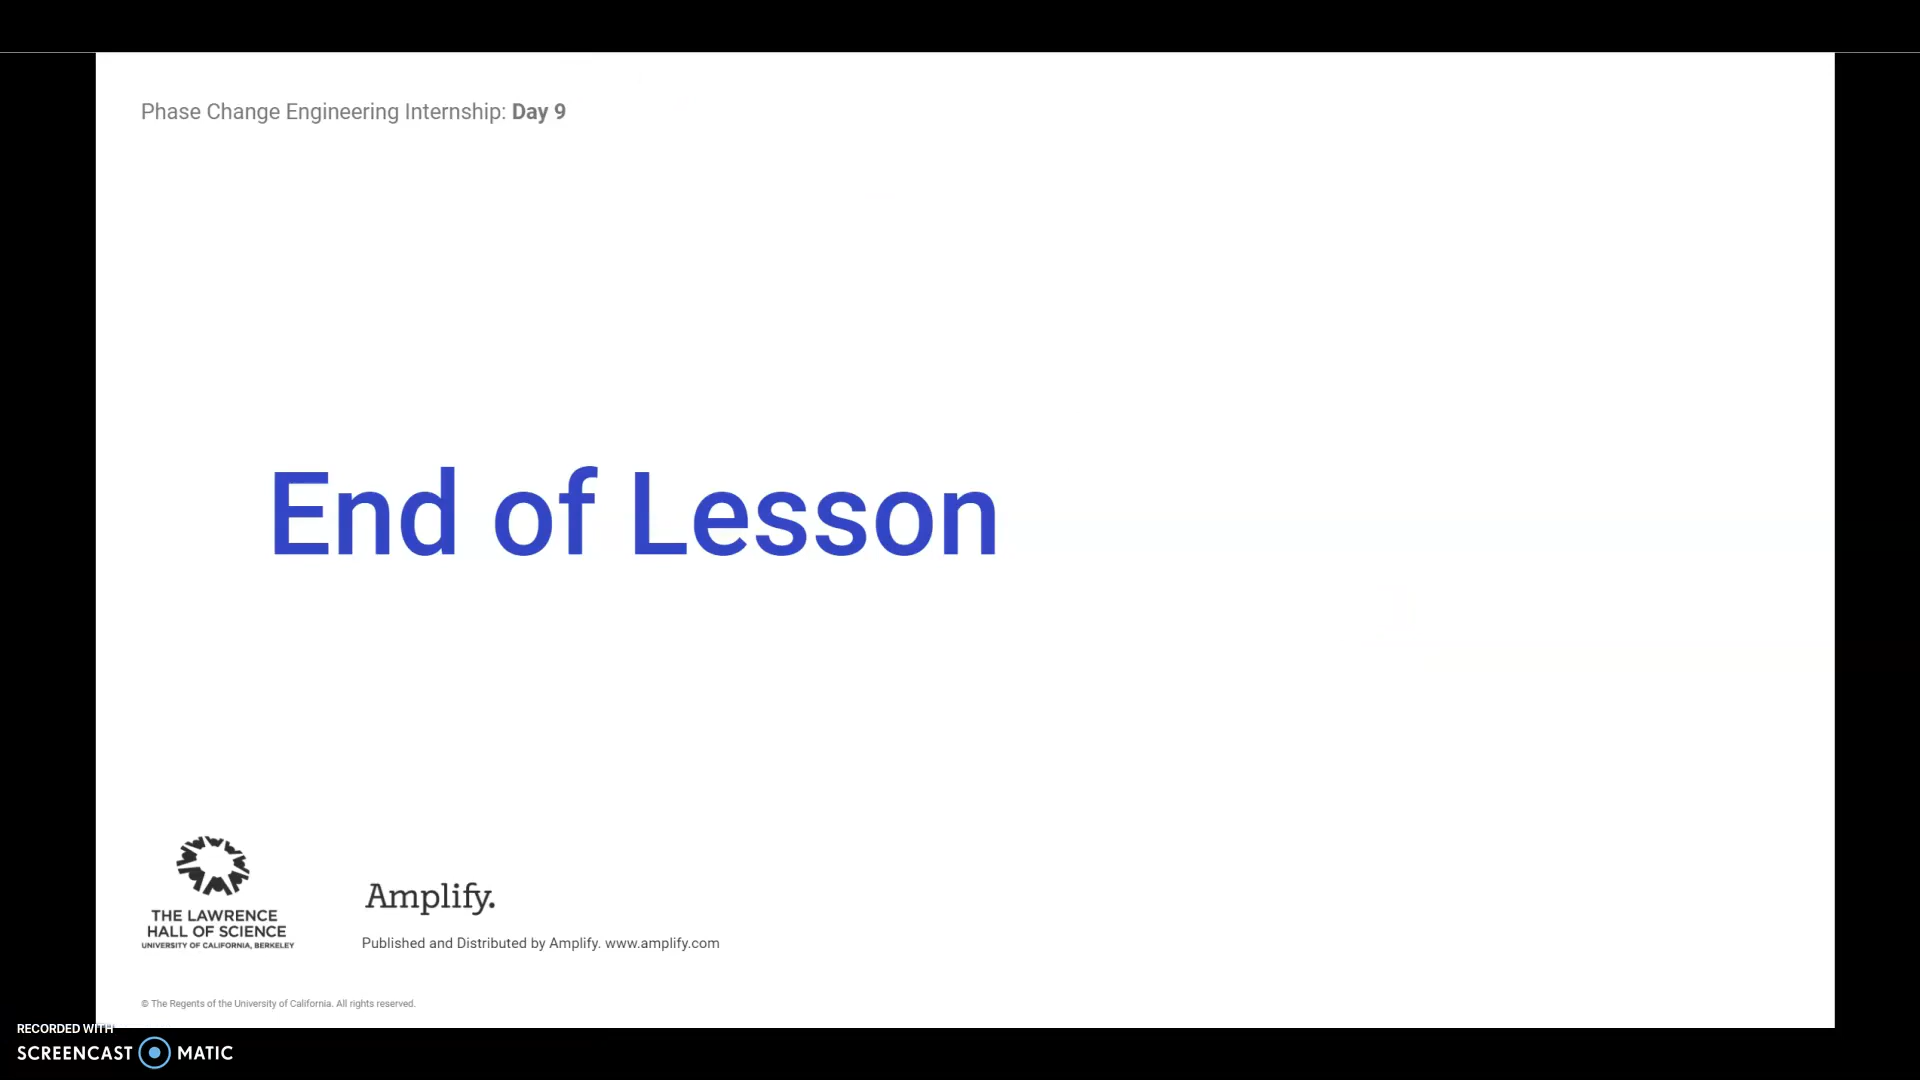 Phase Change Engineering Internship: Day 9
End of Lesson
THE LAWRENCE
HALL OF SCIENCE
UNIVERSITY OF CALIFORNIA, BERKELEY
Amplify.
Published and Distributed by Amplify. www.amplify.com
© The Regents of the University of California. All rights reserved.
RECORDED WITH
SCREENCAST MATIC